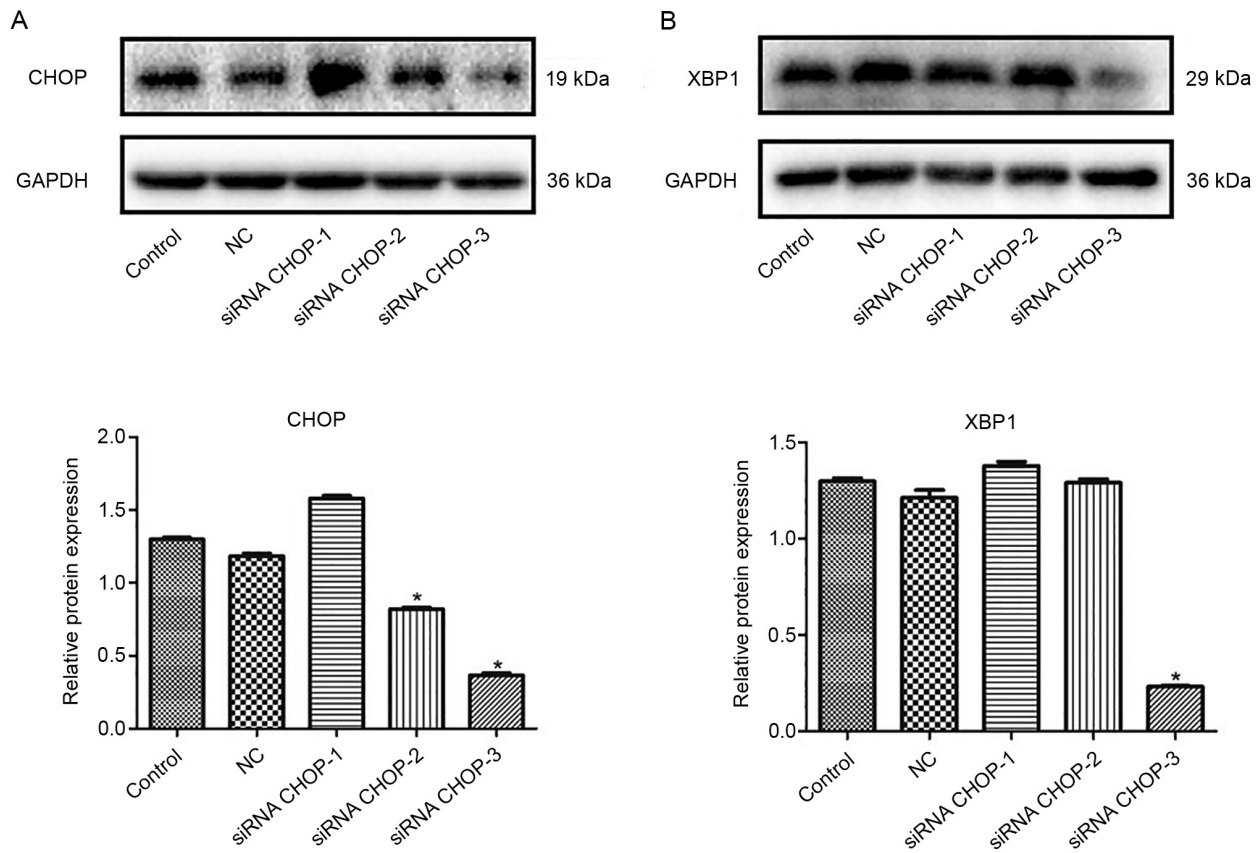 A
CHOP
19 kDa
GAPDH
36 kDa
Control
NC
siRNA CHOP-1
siRNA CHOP-2
siRNA CHOP-3
B
XBP1
29 kDa
GAPDH
36 kDa
Control
NC
siRNA CHOP-1
siRNA CHOP-2
siRNA CHOP-3
CHOP
Relative protein expression
2.0
1.5
1.0
0.5
0.0
*
*
Control
NC
siRNA CHOP-1
siRNA CHOP-2
siRNA CHOP-3
XBP1
Relative protein expression
1.5
1.0
0.5
0.0
*
Control
NC
siRNA CHOP-1
siRNA CHOP-2
siRNA CHOP-3